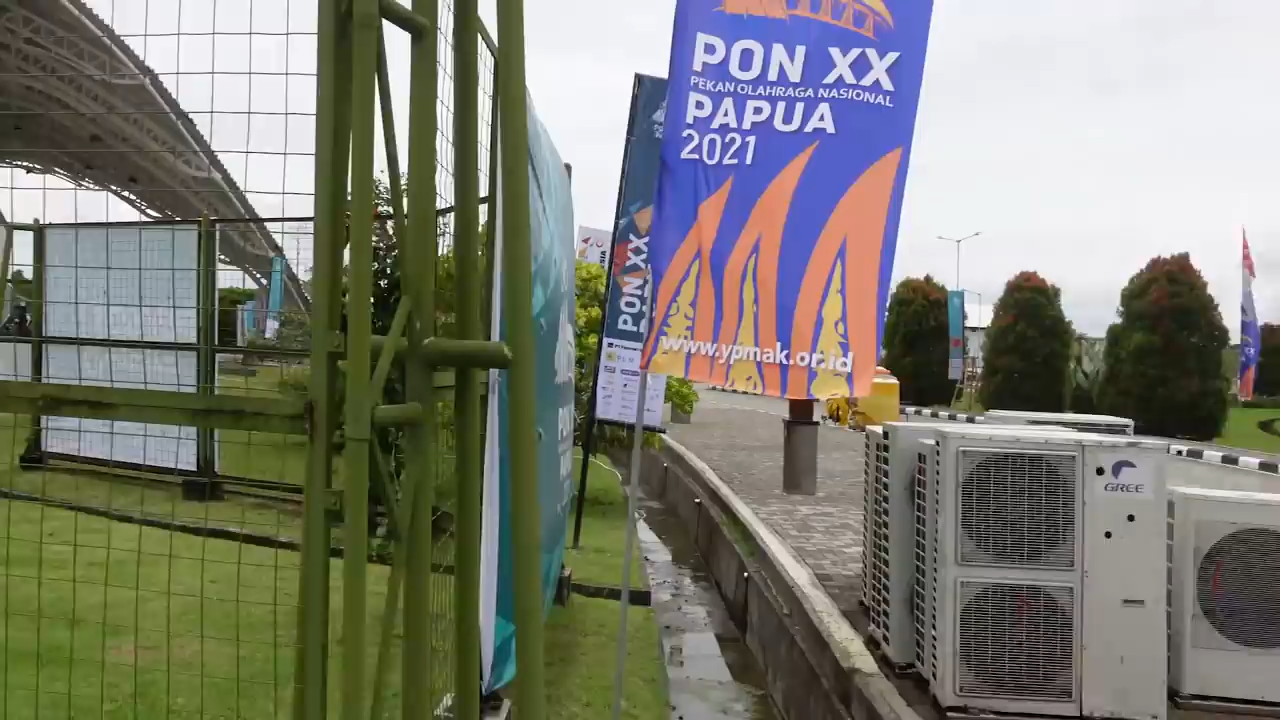 PON XX
PEKAN OLAHRAGA NASIONAL
PAPUA
2021
www.ypmak.or.id
PON XX
GREE